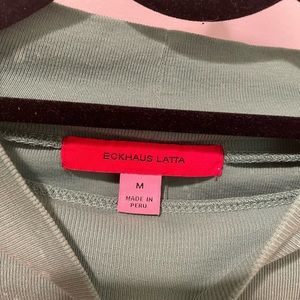 ECKHAUS LATTA
M
MADE IN
PERU